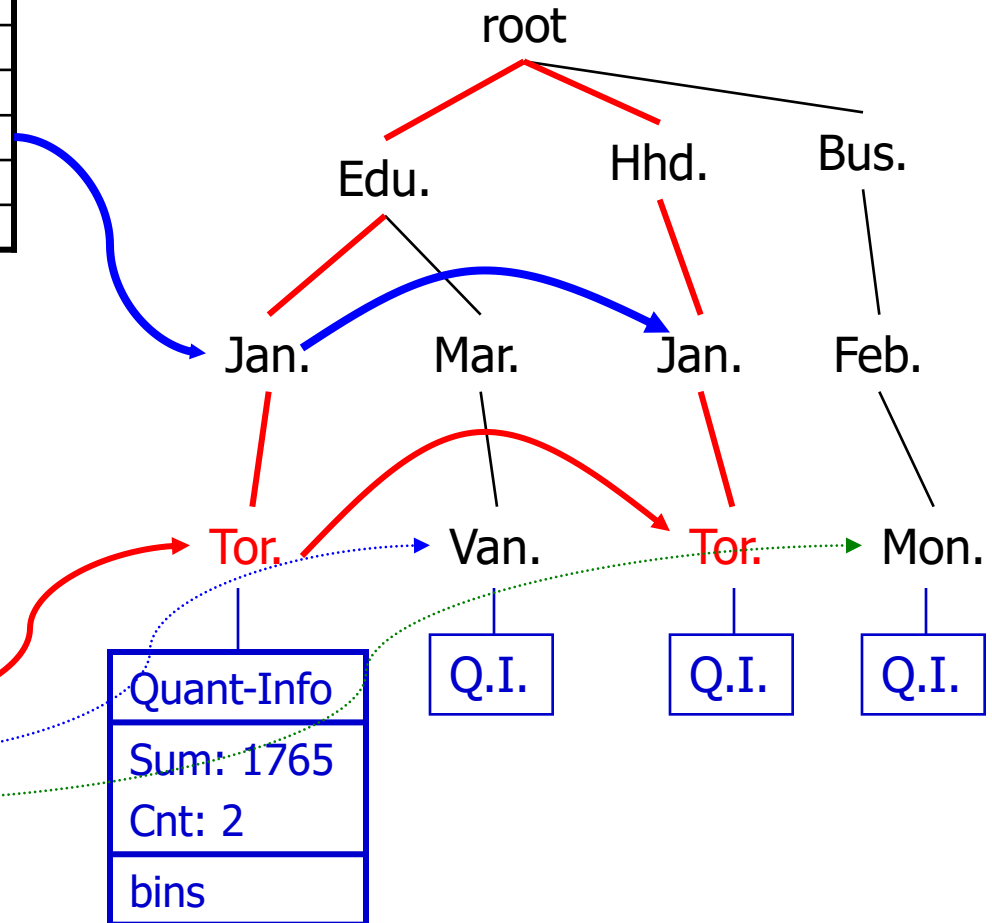 root
Edu.
Hhd.
Bus.
Jan.
Mar.
Jan.
Feb.
Tor.
Van.
Tor.
Mon.
Quant-Info
Q.I.
Q.I.
Q.I.
Sum: 1765
Cnt: 2
bins